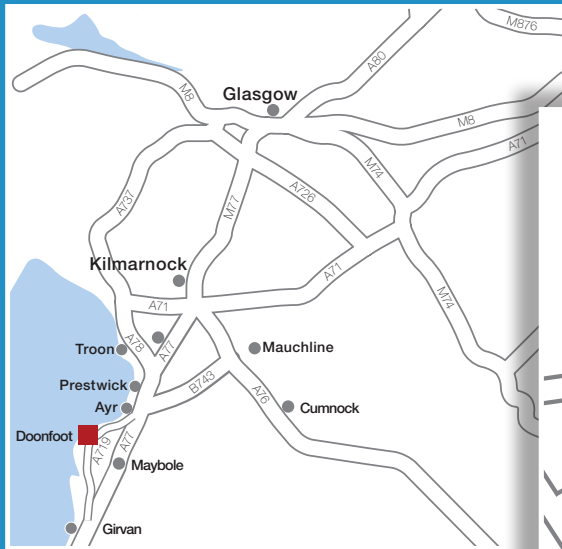 M876
A80
M8
Glasgow
M8
A71
M74
A726
A737
M77
Kilmarnock
A71
M74
A71
A78
A77
Troon
Mauchline
B743
Prestwick
A76
Ayr
Cumnock
Doonfoot
A719
A77
Maybole
Girvan